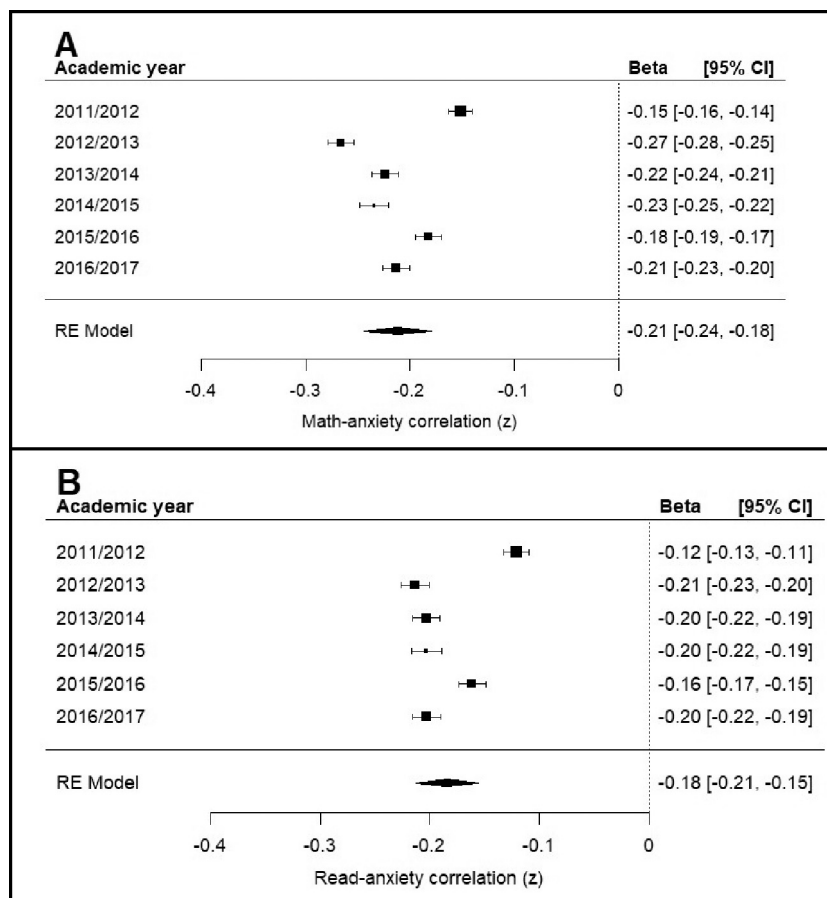 A
Academic year Beta [95% CI]
2011/2012 -0.15 [-0.16, -0.14]
2012/2013 -0.27 [-0.28, -0.25]
2013/2014 -0.22 [-0.24, -0.21]
2014/2015 -0.23 [-0.25, -0.22]
2015/2016 -0.18 [-0.19, -0.17]
2016/2017 -0.21 [-0.23, -0.20]
RE Model -0.21 [-0.24, -0.18]
-0.4 -0.3 -0.2 -0.1 0
Math-anxiety correlation (z)
B
Academic year Beta [95% CI]
2011/2012 -0.12 [-0.13, -0.11]
2012/2013 -0.21 [-0.23, -0.20]
2013/2014 -0.20 [-0.22, -0.19]
2014/2015 -0.20 [-0.22, -0.19]
2015/2016 -0.16 [-0.17, -0.15]
2016/2017 -0.20 [-0.22, -0.19]
RE Model -0.18 [-0.21, -0.15]
-0.4 -0.3 -0.2 -0.1 0
Read-anxiety correlation (z)